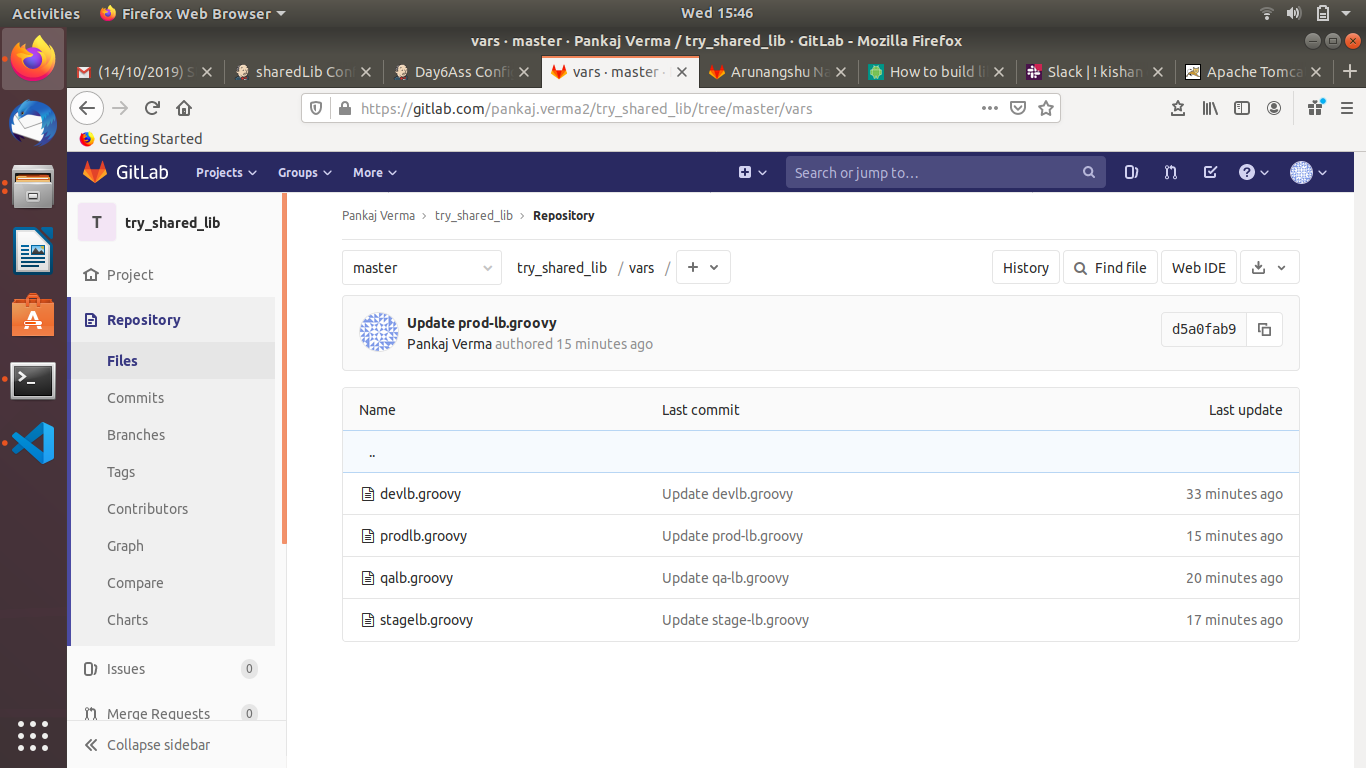 Activities Firefox Web Browser Wed 15:46
vars · master · Pankaj Verma / try_shared_lib · GitLab - Mozilla Firefox
(14/10/2019) S sharedLib Con Day6Ass Confi vars · master · Arunangshu Na How to build li Slack | ! kishan Apache Tomca
https://gitlab.com/pankaj.verma2/try_shared_lib/tree/master/vars
Getting Started
GitLab Projects Groups More Search or jump to…
T try_shared_lib
Pankaj Verma › try_shared_lib › Repository
Project
master try_shared_lib / vars / + History Find file Web IDE
Repository
Update prod-lb.groovy
Pankaj Verma authored 15 minutes ago
d5a0fab9
Files
Commits
Branches
Tags
Contributors
Graph
Compare
Charts
Issues 0
Merge Requests 0
Collapse sidebar
Name Last commit Last update
..
devlb.groovy Update devlb.groovy 33 minutes ago
prodlb.groovy Update prod-lb.groovy 15 minutes ago
qalb.groovy Update qa-lb.groovy 20 minutes ago
stagelb.groovy Update stage-lb.groovy 17 minutes ago